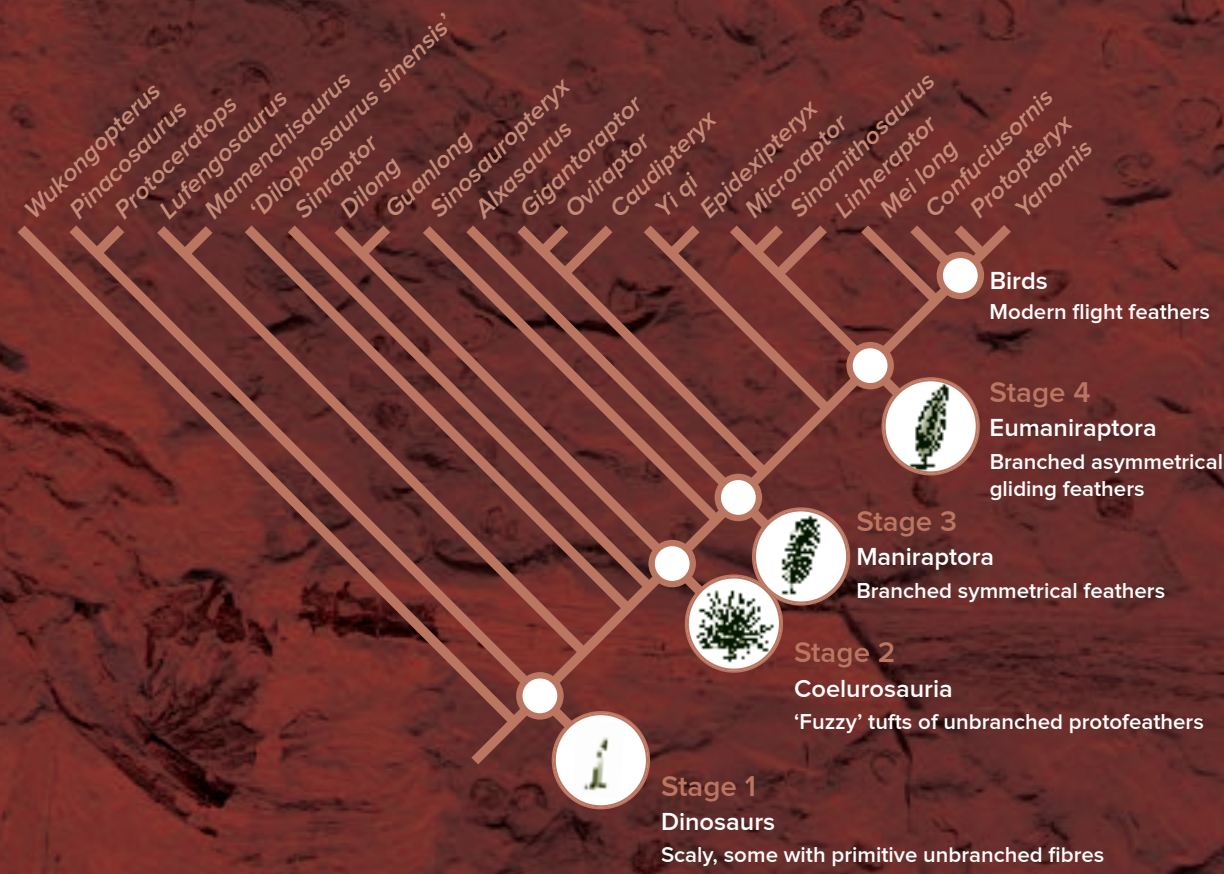 Wukongopterus
Pinacosaurus
Protoceratops
Lufengosaurus
Mamenchisaurus
‘Dilophosaurus sinensis’
Sinraptor
Dilong
Guanlong
Sinosauropteryx
Alxasaurus
Gigantoraptor
Oviraptor
Caudipteryx
Yi qi
Epidexipteryx
Microraptor
Sinornithosaurus
Linheraptor
Mei long
Confuciusornis
Protopteryx
Yanornis
Birds
Modern flight feathers
Stage 4
Eumaniraptora
Branched asymmetrical
gliding feathers
Stage 3
Maniraptora
Branched symmetrical feathers
Stage 2
Coelurosauria
‘Fuzzy’ tufts of unbranched protofeathers
Stage 1
Dinosaurs
Scaly, some with primitive unbranched fibres